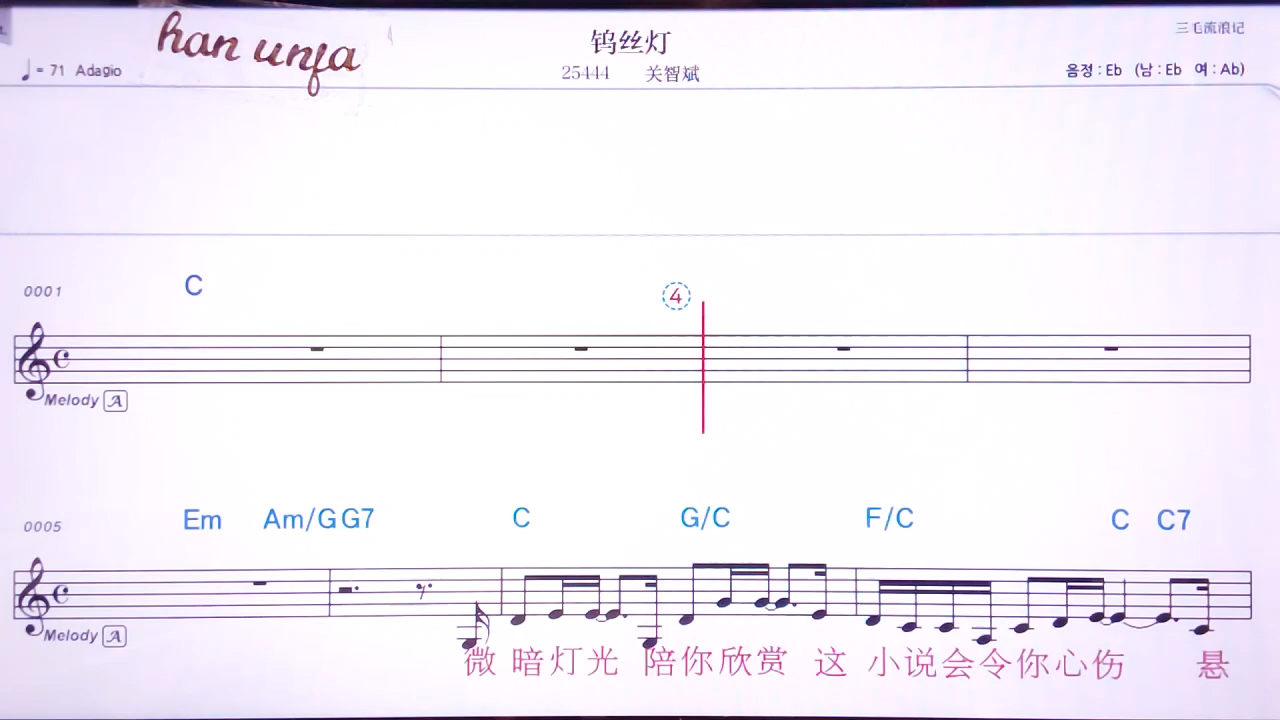 han unfa
钨丝灯
三毛流浪记
♩= 71 Adagio
25444 关智斌
음정 : Eb (남 : Eb 여 : Ab)
0001 C
4
Melody A
0005 Em Am/G G7 C G/C F/C C C7
Melody A
微 暗灯光 陪你欣赏 这 小说会令你心伤 悬